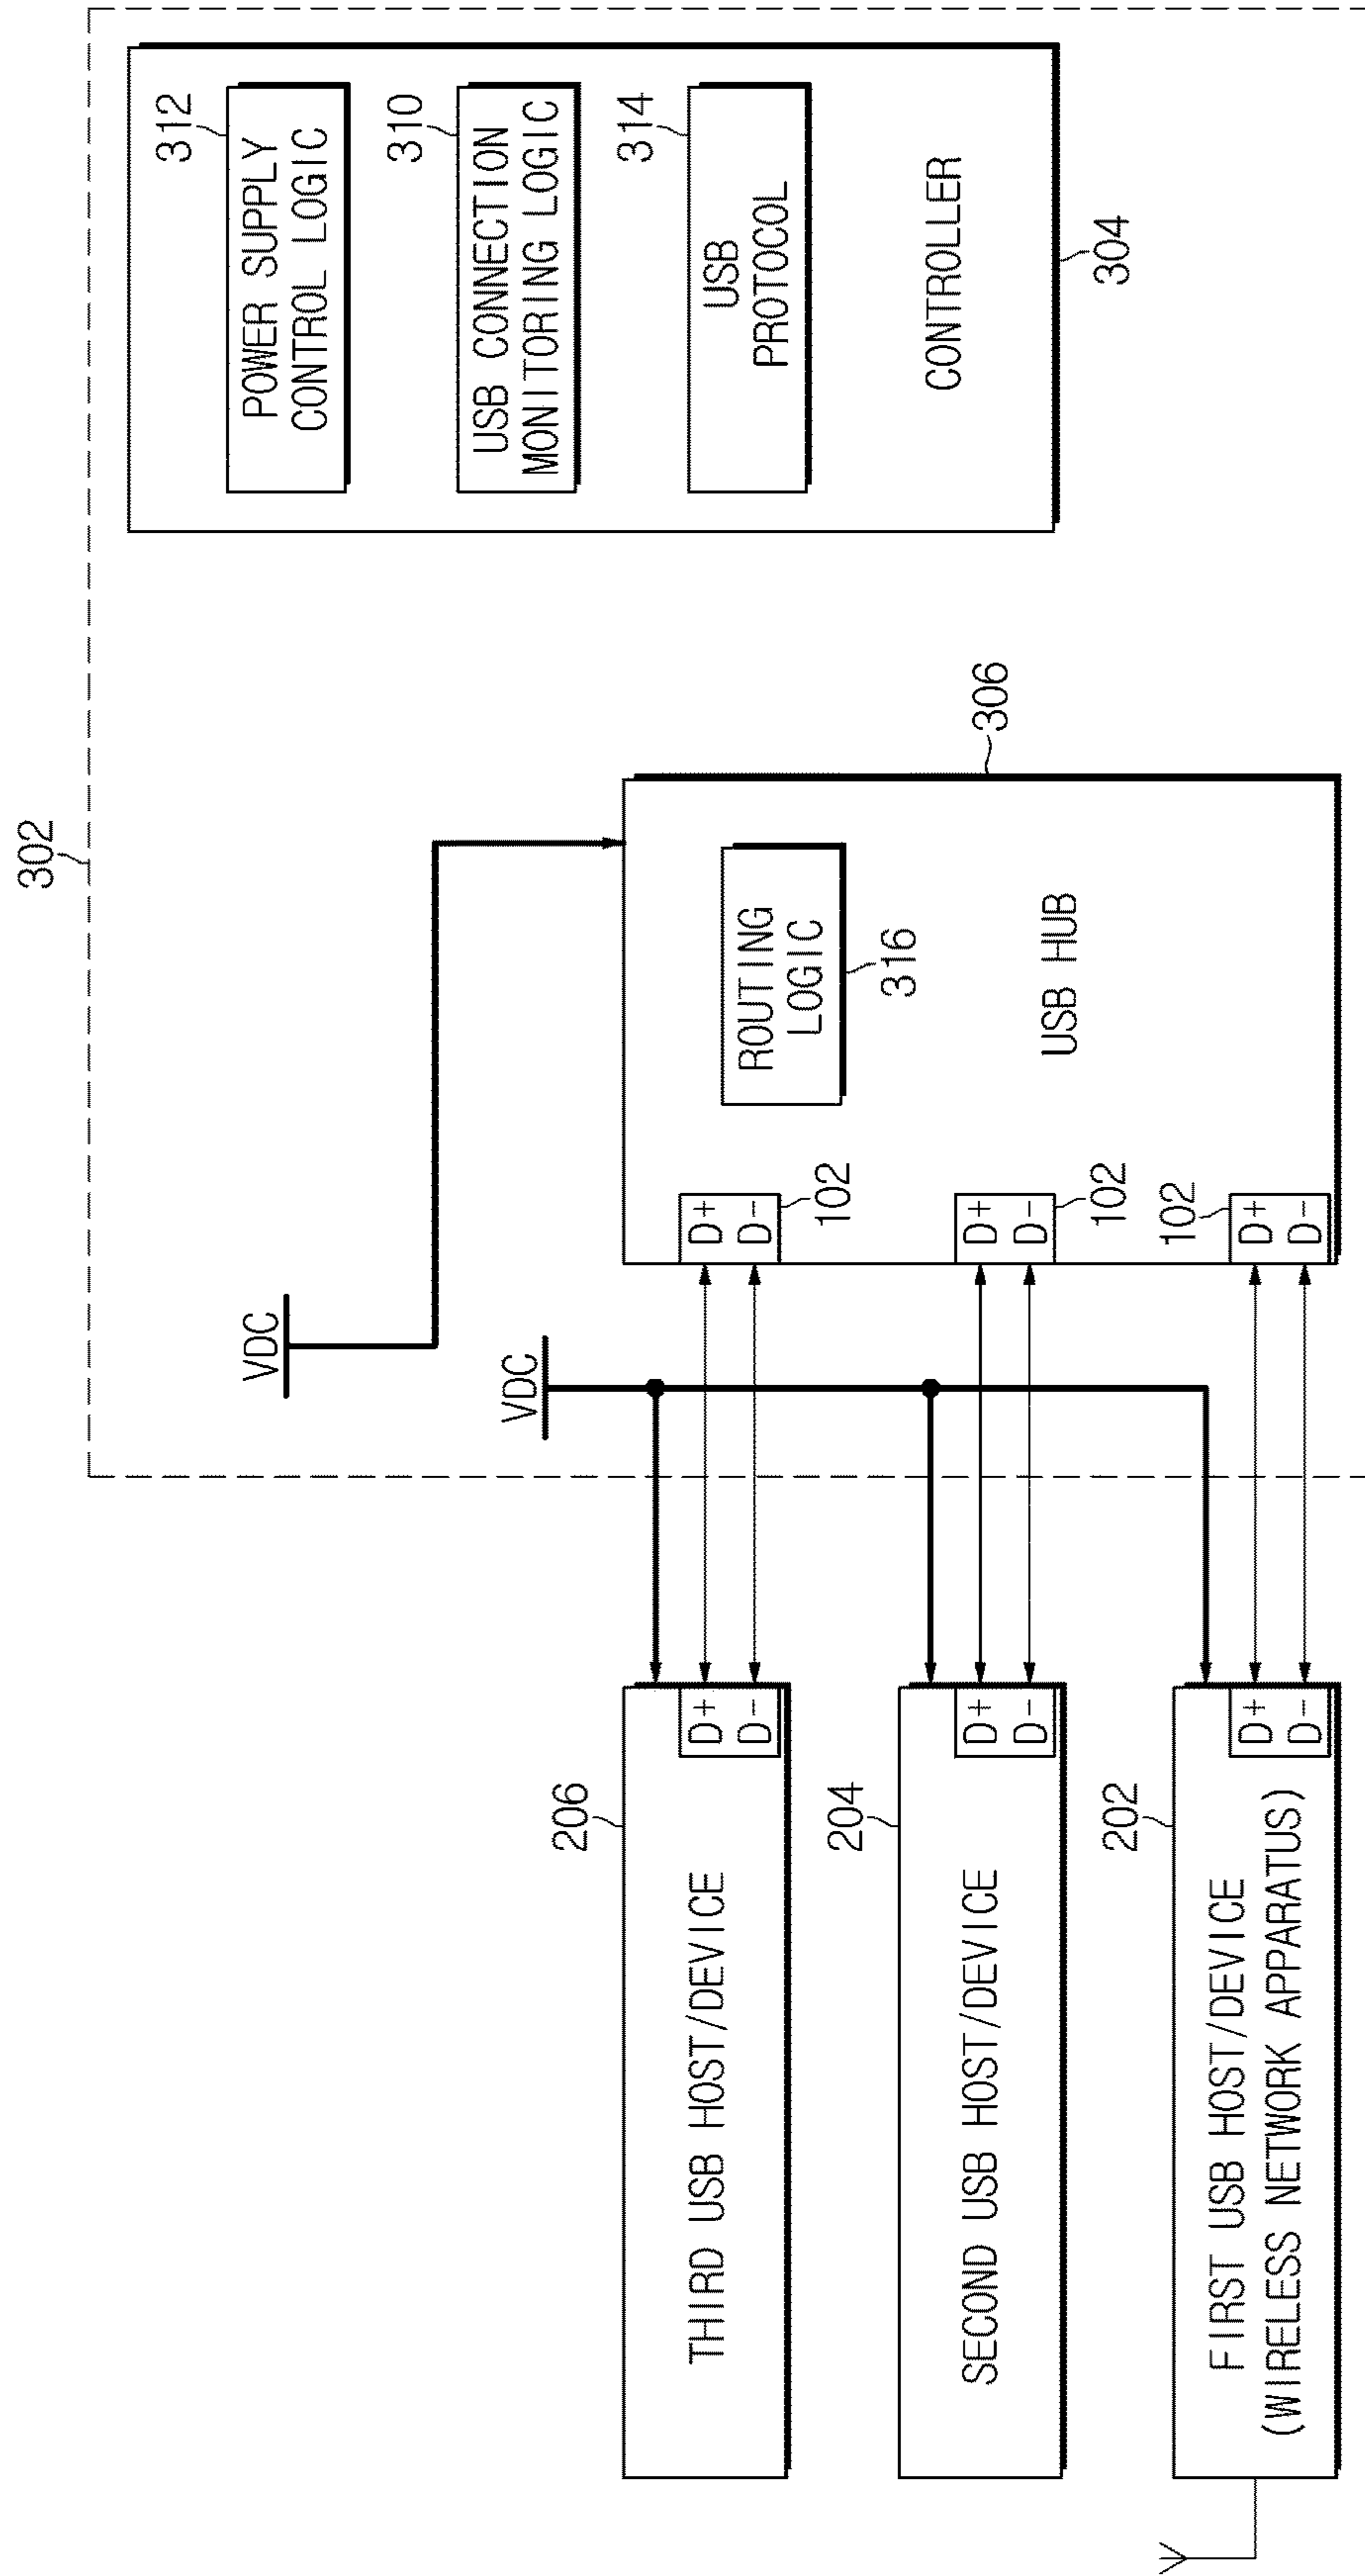 302
312
POWER SUPPLY
CONTROL LOGIC
310
USB CONNECTION
MONITORING LOGIC
314
USB
PROTOCOL
CONTROLLER
304
VDC
VDC
306
ROUTING
LOGIC
316
USB HUB
D+
D-
102
D+
D-
102
D+
D-
102
206
THIRD USB HOST/DEVICE
D+
D-
204
SECOND USB HOST/DEVICE
D+
D-
202
FIRST USB HOST/DEVICE
(WIRELESS NETWORK APPARATUS)
D+
D-